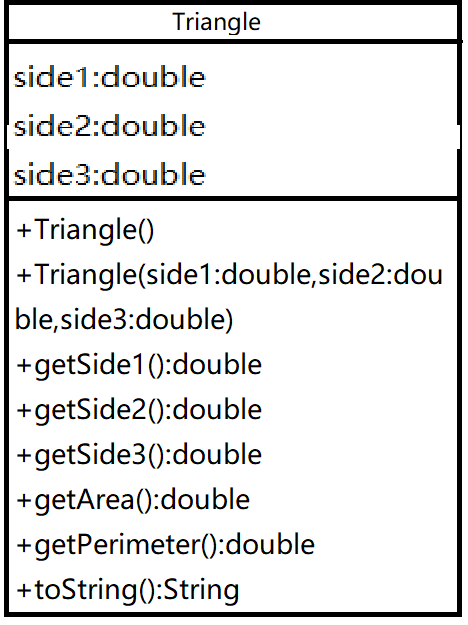 Triangle
side1:double
side2:double
side3:double
+Triangle()
+Triangle(side1:double,side2:dou
ble,side3:double)
+getSide1():double
+getSide2():double
+getSide3():double
+getArea():double
+getPerimeter():double
+toString():String